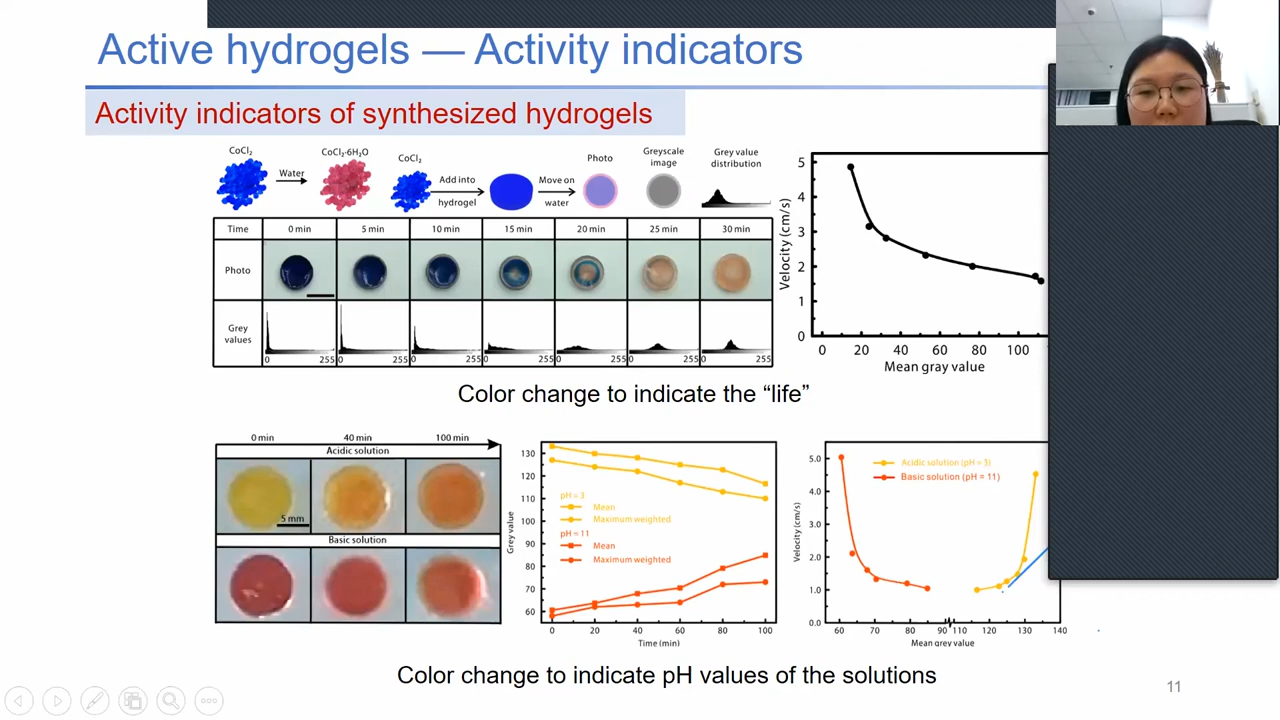 Active hydrogels — Activity indicators
Activity indicators of synthesized hydrogels
CoCl₂
Water
CoCl₂·6H₂O
CoCl₂
Add into
hydrogel
Move on
water
Photo
Greyscale
image
Grey value
distribution
Time
0 min
5 min
10 min
15 min
20 min
25 min
30 min
Photo
Grey
values
0 255
0 255
0 255
0 255
0 255
0 255
0 255
Velocity (cm/s)
5
4
3
2
1
0
0 20 40 60 80 100
Mean gray value
Color change to indicate the “life”
0 min
40 min
100 min
Acidic solution
5 mm
Basic solution
Grey value
130
120
110
100
90
80
70
60
pH = 3
Mean
Maximum weighted
pH = 11
Mean
Maximum weighted
0 20 40 60 80 100
Time (min)
Velocity (cm/s)
5.0
4.0
3.0
2.0
1.0
0.0
Acidic solution (pH = 3)
Basic solution (pH = 11)
60 70 80 90 110 120 130 140
Mean grey value
Color change to indicate pH values of the solutions
11